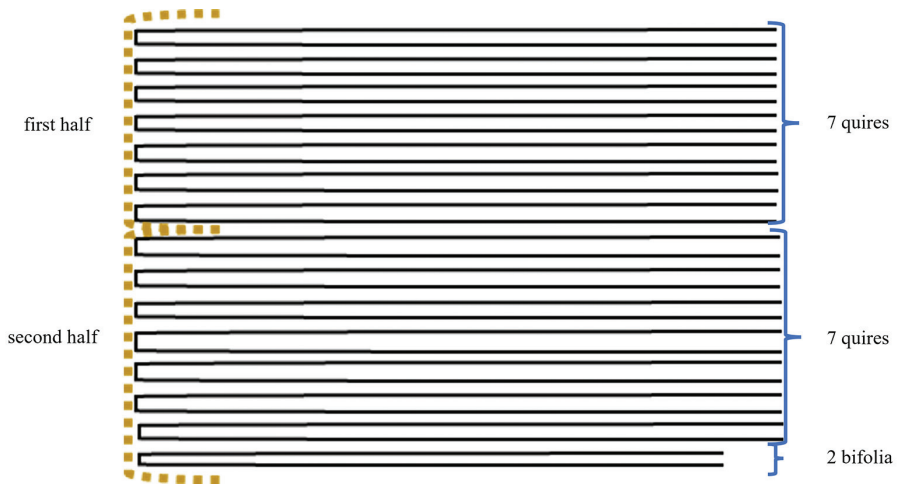 first half
7 quires
second half
7 quires
2 bifolia